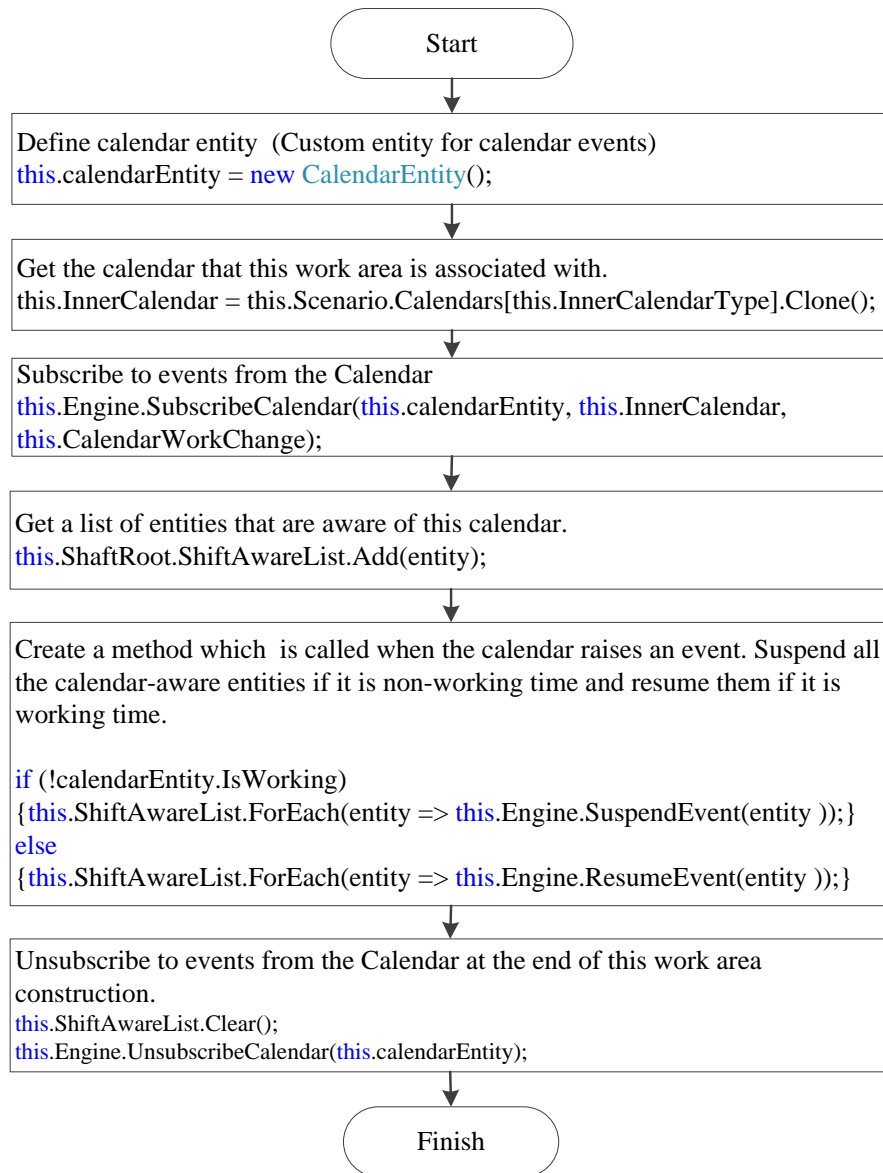 Start
Define calendar entity  (Custom entity for calendar events)
this.calendarEntity = new CalendarEntity();
Get the calendar that this work area is associated with.
this.InnerCalendar = this.Scenario.Calendars[this.InnerCalendarType].Clone();
Subscribe to events from the Calendar
this.Engine.SubscribeCalendar(this.calendarEntity, this.InnerCalendar,
this.CalendarWorkChange);
Get a list of entities that are aware of this calendar.
this.ShaftRoot.ShiftAwareList.Add(entity);
Create a method which  is called when the calendar raises an event. Suspend all
the calendar-aware entities if it is non-working time and resume them if it is
working time.
if (!calendarEntity.IsWorking)
{this.ShiftAwareList.ForEach(entity => this.Engine.SuspendEvent(entity ));}
else
{this.ShiftAwareList.ForEach(entity => this.Engine.ResumeEvent(entity ));}
Unsubscribe to events from the Calendar at the end of this work area
construction.
this.ShiftAwareList.Clear();
this.Engine.UnsubscribeCalendar(this.calendarEntity);
Finish